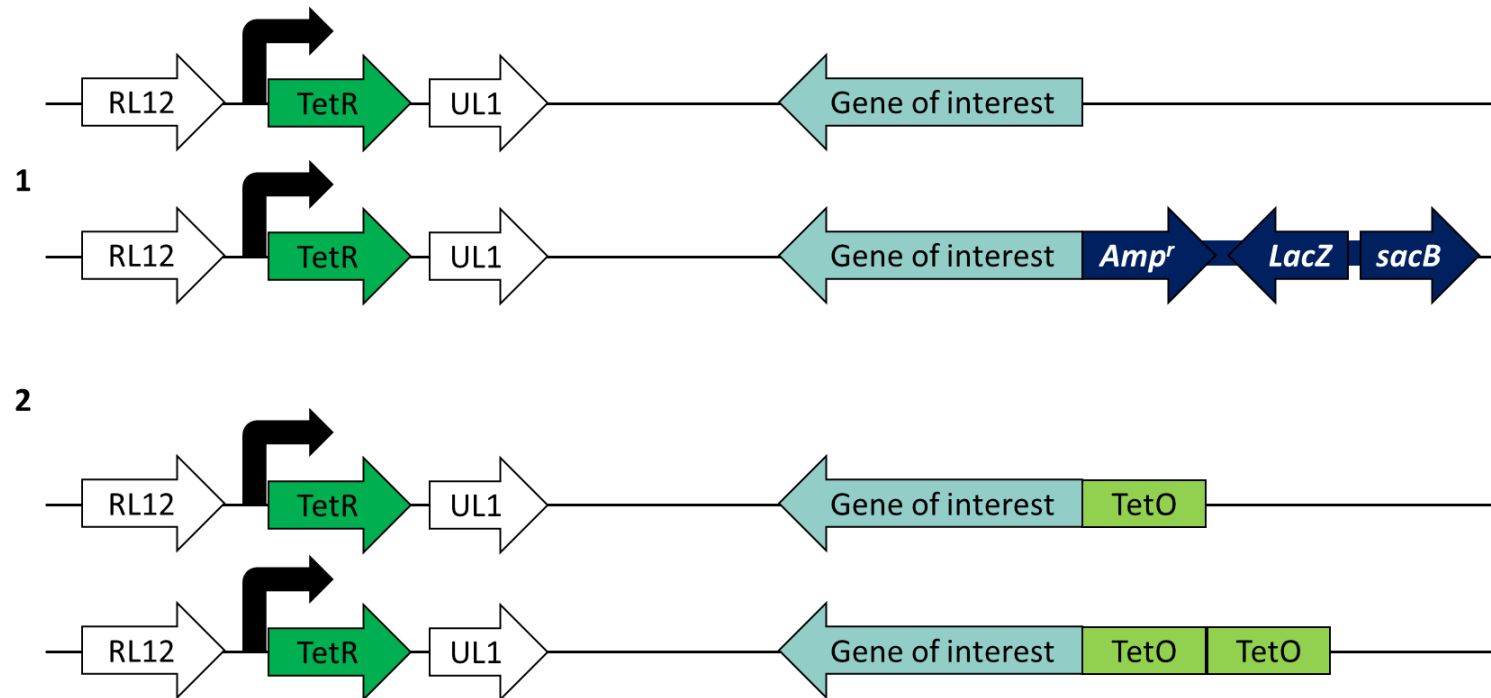 RL12 TetR UL1 Gene of interest
1
RL12 TetR UL1 Gene of interest Ampʳ LacZ sacB
2
RL12 TetR UL1 Gene of interest TetO
RL12 TetR UL1 Gene of interest TetO TetO